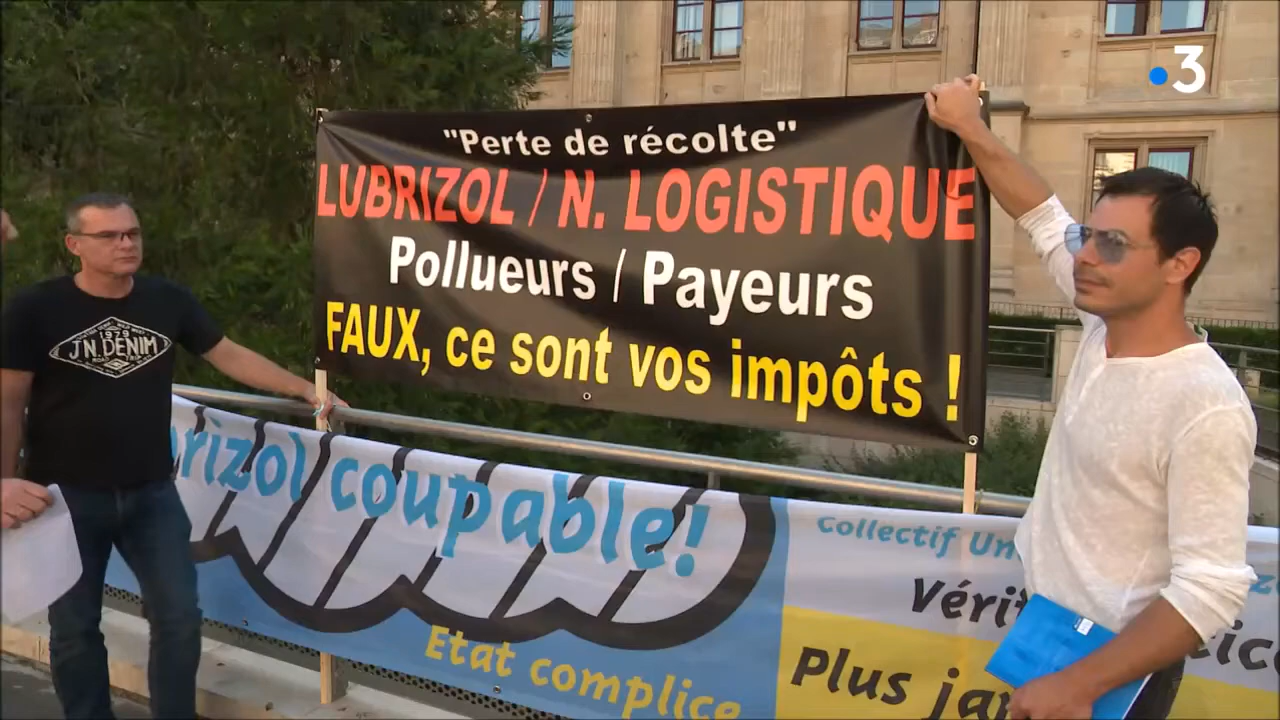 3
"Perte de récolte"
LUBRIZOL / N. LOGISTIQUE
Pollueurs / Payeurs
FAUX, ce sont vos impôts !
1979
J.N. DENIM
coupable!
Etat complice
Collectif
Plus